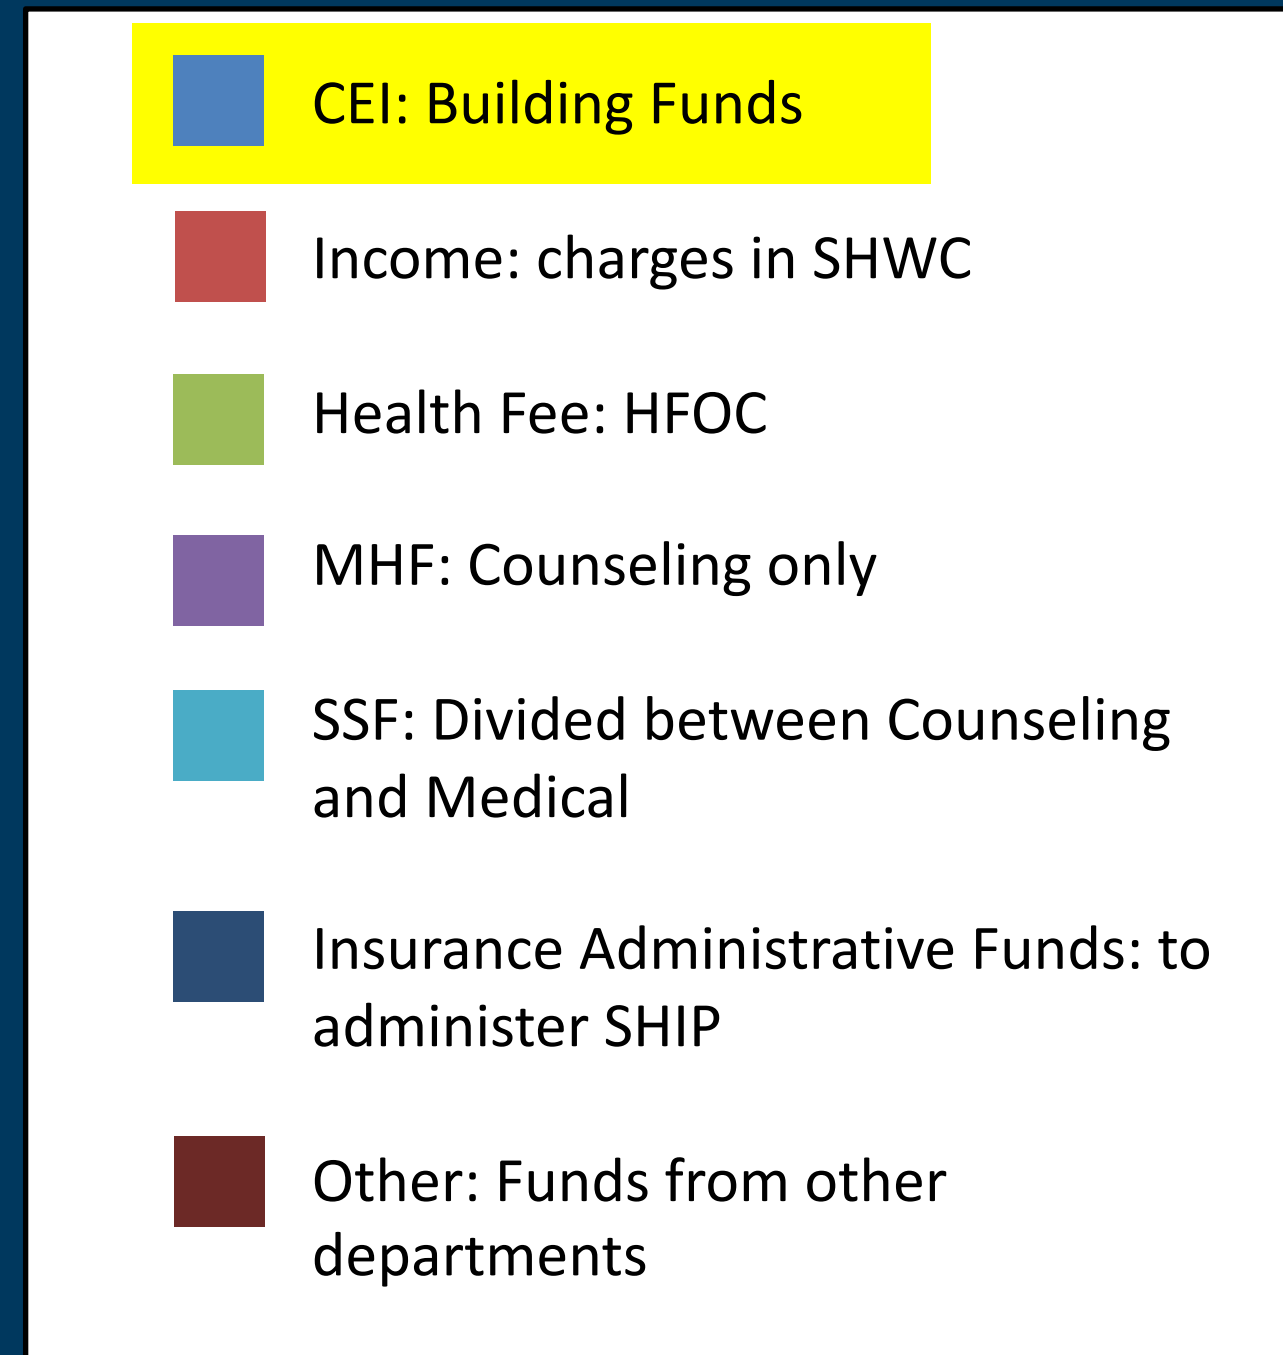 CEI: Building Funds
Income: charges in SHWC
Health Fee: HFOC
MHF: Counseling only
SSF: Divided between Counseling
and Medical
Insurance Administrative Funds: to
administer SHIP
Other: Funds from other
departments